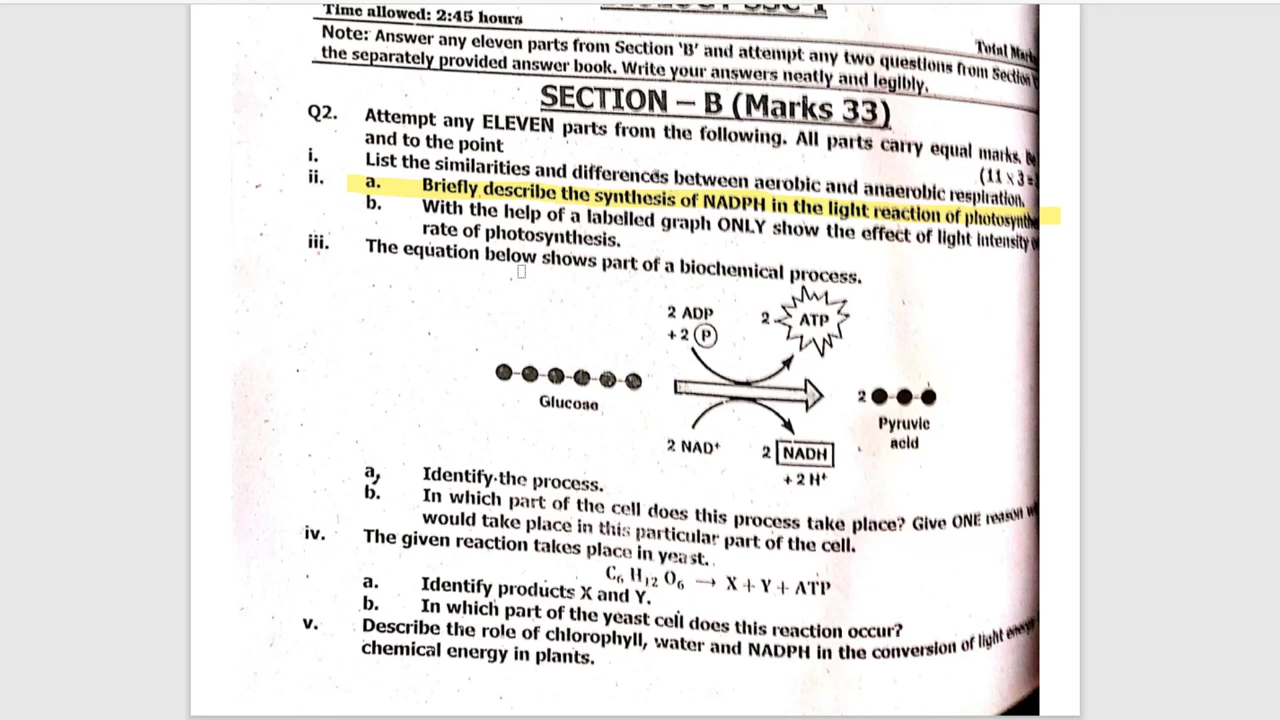 Time allowed: 2:45 hours
Total
Note: Answer any eleven parts from Section 'B' and attempt any two questions from Section
the separately provided answer book. Write your answers neatly and legibly.
SECTION – B (Marks 33)
Q2. Attempt any ELEVEN parts from the following. All parts carry equal marks,
and to the point
(11 x 3 =
i. List the similarities and differences between aerobic and anaerobic respiration.
ii. a. Briefly describe the synthesis of NADPH in the light reaction of
b. With the help of a labelled graph ONLY show the effect of light intensity
rate of photosynthesis.
iii. The equation below shows part of a biochemical process.
2 ADP
+ 2 P
2 ATP
Glucose
2 Pyruvic
acid
2 NAD⁺
2 NADH
+ 2 H⁺
a, Identify the process.
b. In which part of the cell does this process take place? Give ONE reason
would take place in this particular part of the cell.
iv. The given reaction takes place in yeast.
C₆ H₁₂ O₆ → X + Y + ATP
a. Identify products X and Y.
b. In which part of the yeast cell does this reaction occur?
v. Describe the role of chlorophyll, water and NADPH in the conversion of light energy
chemical energy in plants.